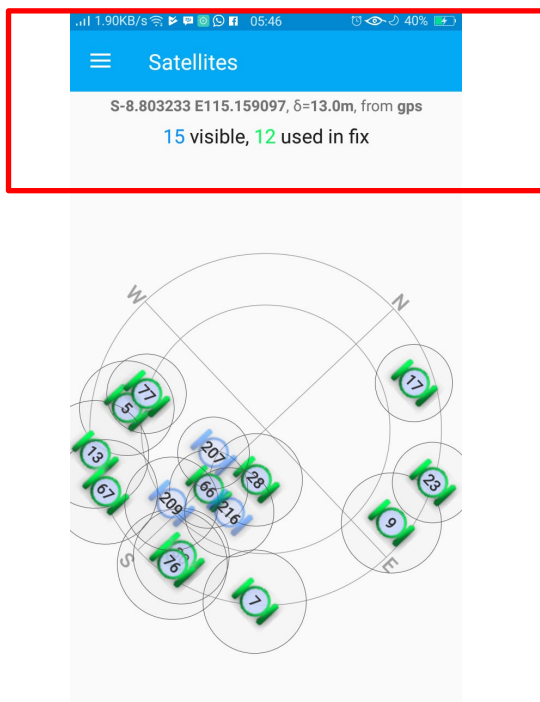 1.90KB/s 05:46 40%
Satellites
S-8.803233 E115.159097, δ=13.0m, from gps
15 visible, 12 used in fix
W
N
77
17
5
207
13
28
23
67
66
209
216
9
76
S
E
7